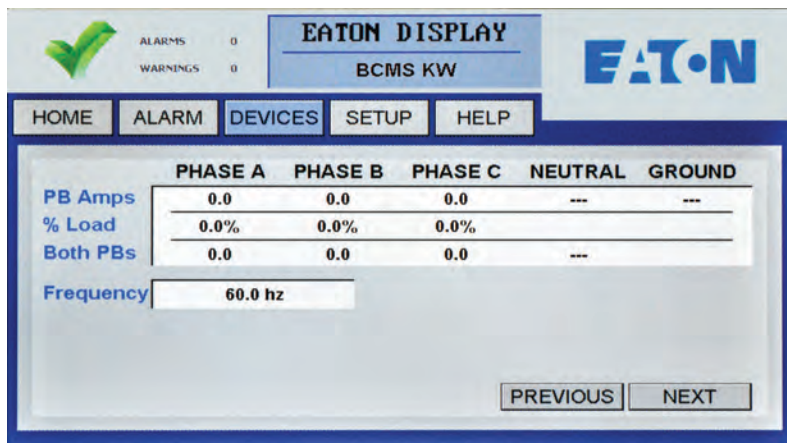 ALARMS 0
WARNINGS 0
EATON DISPLAY
BCMS KW
EATON
HOME ALARM DEVICES SETUP HELP
PHASE A PHASE B PHASE C NEUTRAL GROUND
PB Amps 0.0 0.0 0.0 --- ---
% Load 0.0% 0.0% 0.0%
Both PBs 0.0 0.0 0.0 ---
Frequency 60.0 hz
PREVIOUS NEXT